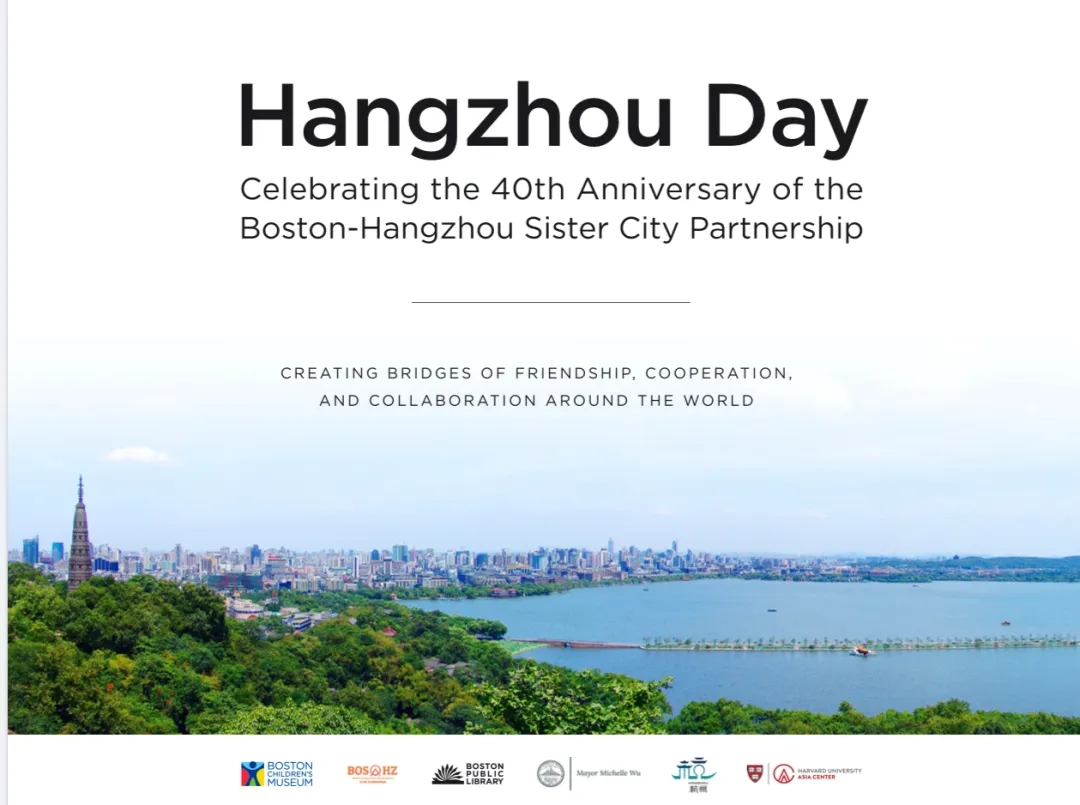 Hangzhou Day
Celebrating the 40th Anniversary of the
Boston-Hangzhou Sister City Partnership
CREATING BRIDGES OF FRIENDSHIP, COOPERATION,
AND COLLABORATION AROUND THE WORLD
BOSTON
CHILDREN'S
MUSEUM
BOS HZ
BOSTON
PUBLIC
LIBRARY
Mayor Michelle Wu
HARVARD UNIVERSITY
ASIA CENTER